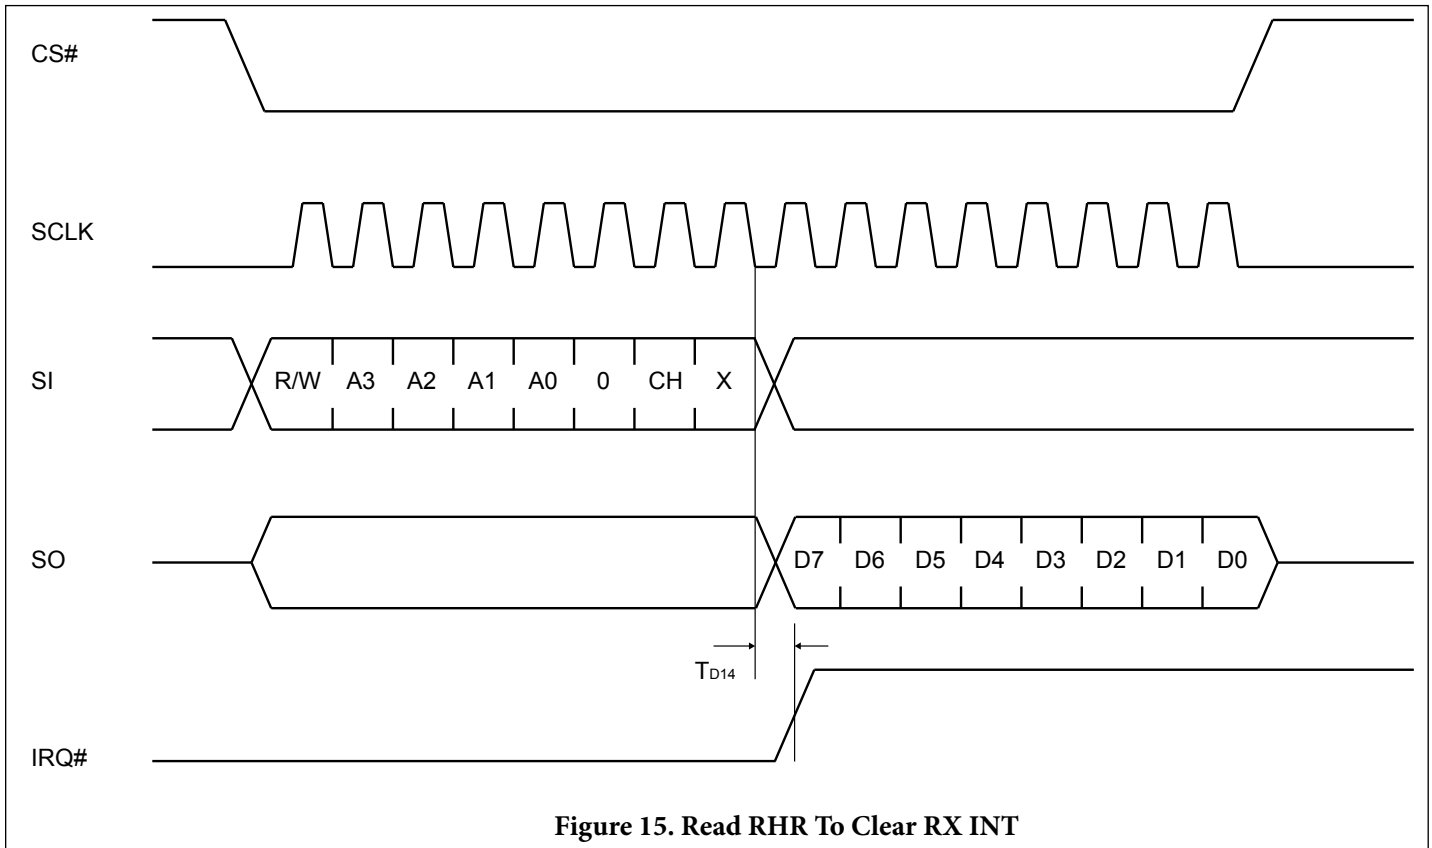 CS#
SCLK
SI
R/W A3 A2 A1 A0 0 CH X
SO
D7 D6 D5 D4 D3 D2 D1 D0
TD14
IRQ#
Figure 15. Read RHR To Clear RX INT